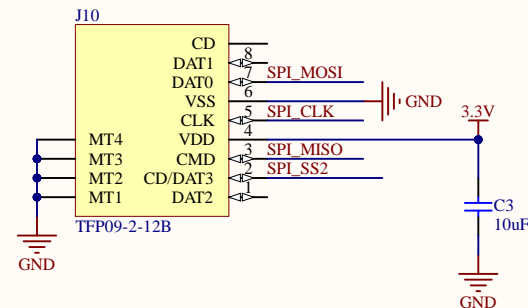 J10
CD
DAT1 8
DAT0 7 SPI_MOSI
VSS 6 GND
CLK 5 SPI_CLK
3.3V
MT4 VDD 4
MT3 CMD 3 SPI_MISO
MT2 CD/DAT3 2 SPI_SS2
MT1 DAT2 1
TFP09-2-12B
C3
10uF
GND
GND